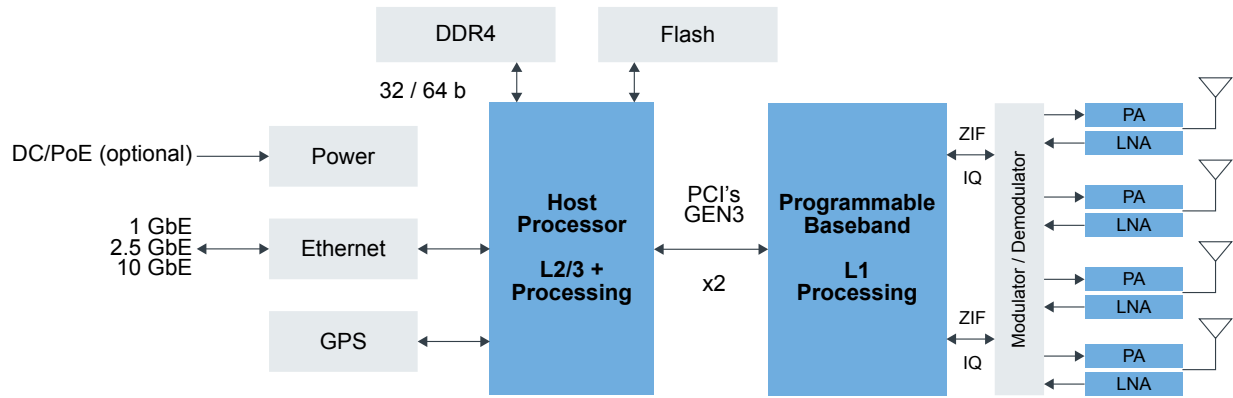 DDR4
Flash
32 / 64 b
DC/PoE (optional)
Power
1 GbE
2.5 GbE
10 GbE
Ethernet
GPS
Host
Processor
L2/3 +
Processing
PCI's
GEN3
x2
Programmable
Baseband
L1
Processing
ZIF
IQ
ZIF
IQ
Modulator / Demodulator
PA
LNA
PA
LNA
PA
LNA
PA
LNA